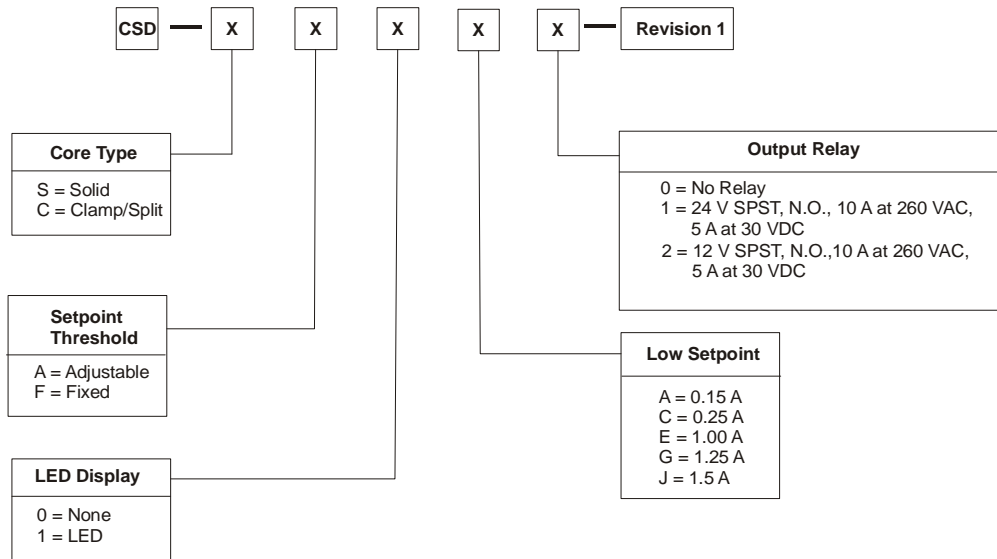 CSD — X X X X X — Revision 1
Core Type
S = Solid
C = Clamp/Split
Setpoint
Threshold
A = Adjustable
F = Fixed
LED Display
0 = None
1 = LED
Output Relay
0 = No Relay
1 = 24 V SPST, N.O., 10 A at 260 VAC,
5 A at 30 VDC
2 = 12 V SPST, N.O.,10 A at 260 VAC,
5 A at 30 VDC
Low Setpoint
A = 0.15 A
C = 0.25 A
E = 1.00 A
G = 1.25 A
J = 1.5 A